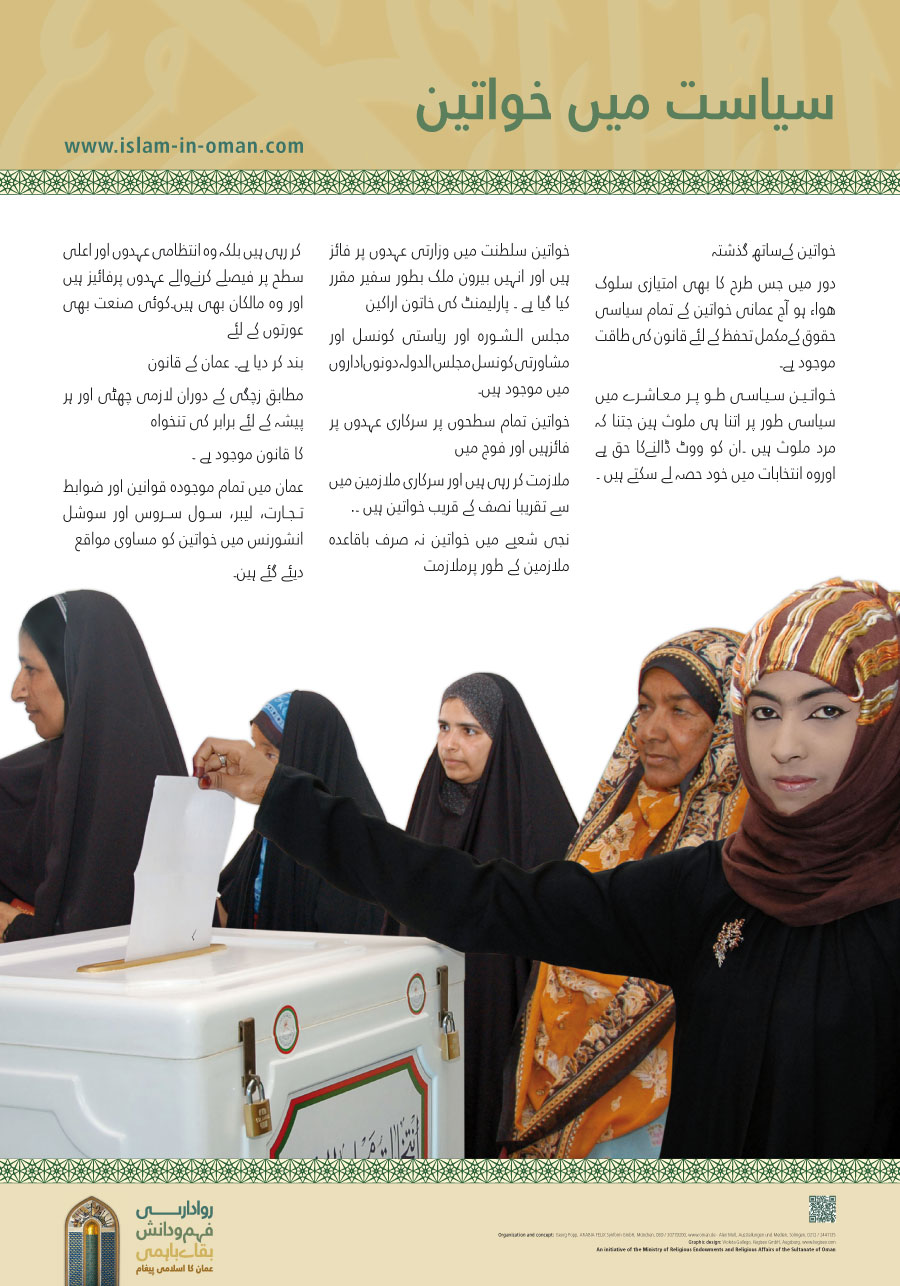 سیاست میں خواتین
www.islam-in-oman.com
خواتین کےساتھ گذشتہ
دور میں جس طرح کا بھی امتیازی سلوک
ھواء ہو آج عمانی خواتین کے تمام سیاسی
حقوق کےمکمل تحفظ کے لئے قانون کی طاقت
موجود ہے۔
خواتین سیاسی طو پر معاشرے میں
سیاسی طور پر اتنا ہی ملوث ہین جتنا کہ
مرد ملوث ہیں ۔ان کو ووٹ ڈالنےکا حق ہے
اوروہ انتخابات میں خود حصہ لے سکتے ہیں ۔
خواتین سلطنت میں وزارتی عہدوں پر فائز
ہیں اور انہیں بیرون ملک بطور سفیر مقرر
کیا گیا ہے ۔ پارلیمنٹ کی خاتون اراکین
مجلس الشورہ اور ریاستی کونسل اور
مشاورتی کونسل مجلس الدولہ دونوں اداروں
میں موجود ہیں۔
خواتین تمام سطحوں پر سرکاری عہدوں پر
فائزہیں اور فوج میں
ملازمت کر رہی ہیں اور سرکاری ملازمین میں
سے تقریبا نصف کے قریب خواتین ہیں ۔.
نجی شعبے میں خواتین نہ صرف باقاعدہ
ملازمین کے طور پرملازمت
کر رہی ہیں بلکہ وہ انتظامی عہدوں اور اعلی
سطح پر فیصلے کرنےوالے عہدوں پرفائیز ہیں
اور وہ مالکان بھی ہیں۔کوئی صنعت بھی
عورتوں کے لئے
بند کر دیا ہے۔ عمان کے قانون
مطابق زچگی کے دوران لازمی چھٹی اور ہر
پیشہ کے لئے برابر کی تنخواہ
کا قانون موجود ہے ۔
عمان میں تمام موجودہ قوانین اور ضوابط
تجارت، لیبر، سول سروس اور سوشل
انشورنس میں خواتین کو مساوی مواقع
دیئے گئے ہین۔
رواداری
فہم ودانش
بقائے باہمی
عمان کا اسلامی پیغام
An initiative of the Ministry of Religious Endowments and Religious Affairs of the Sultanate of Oman